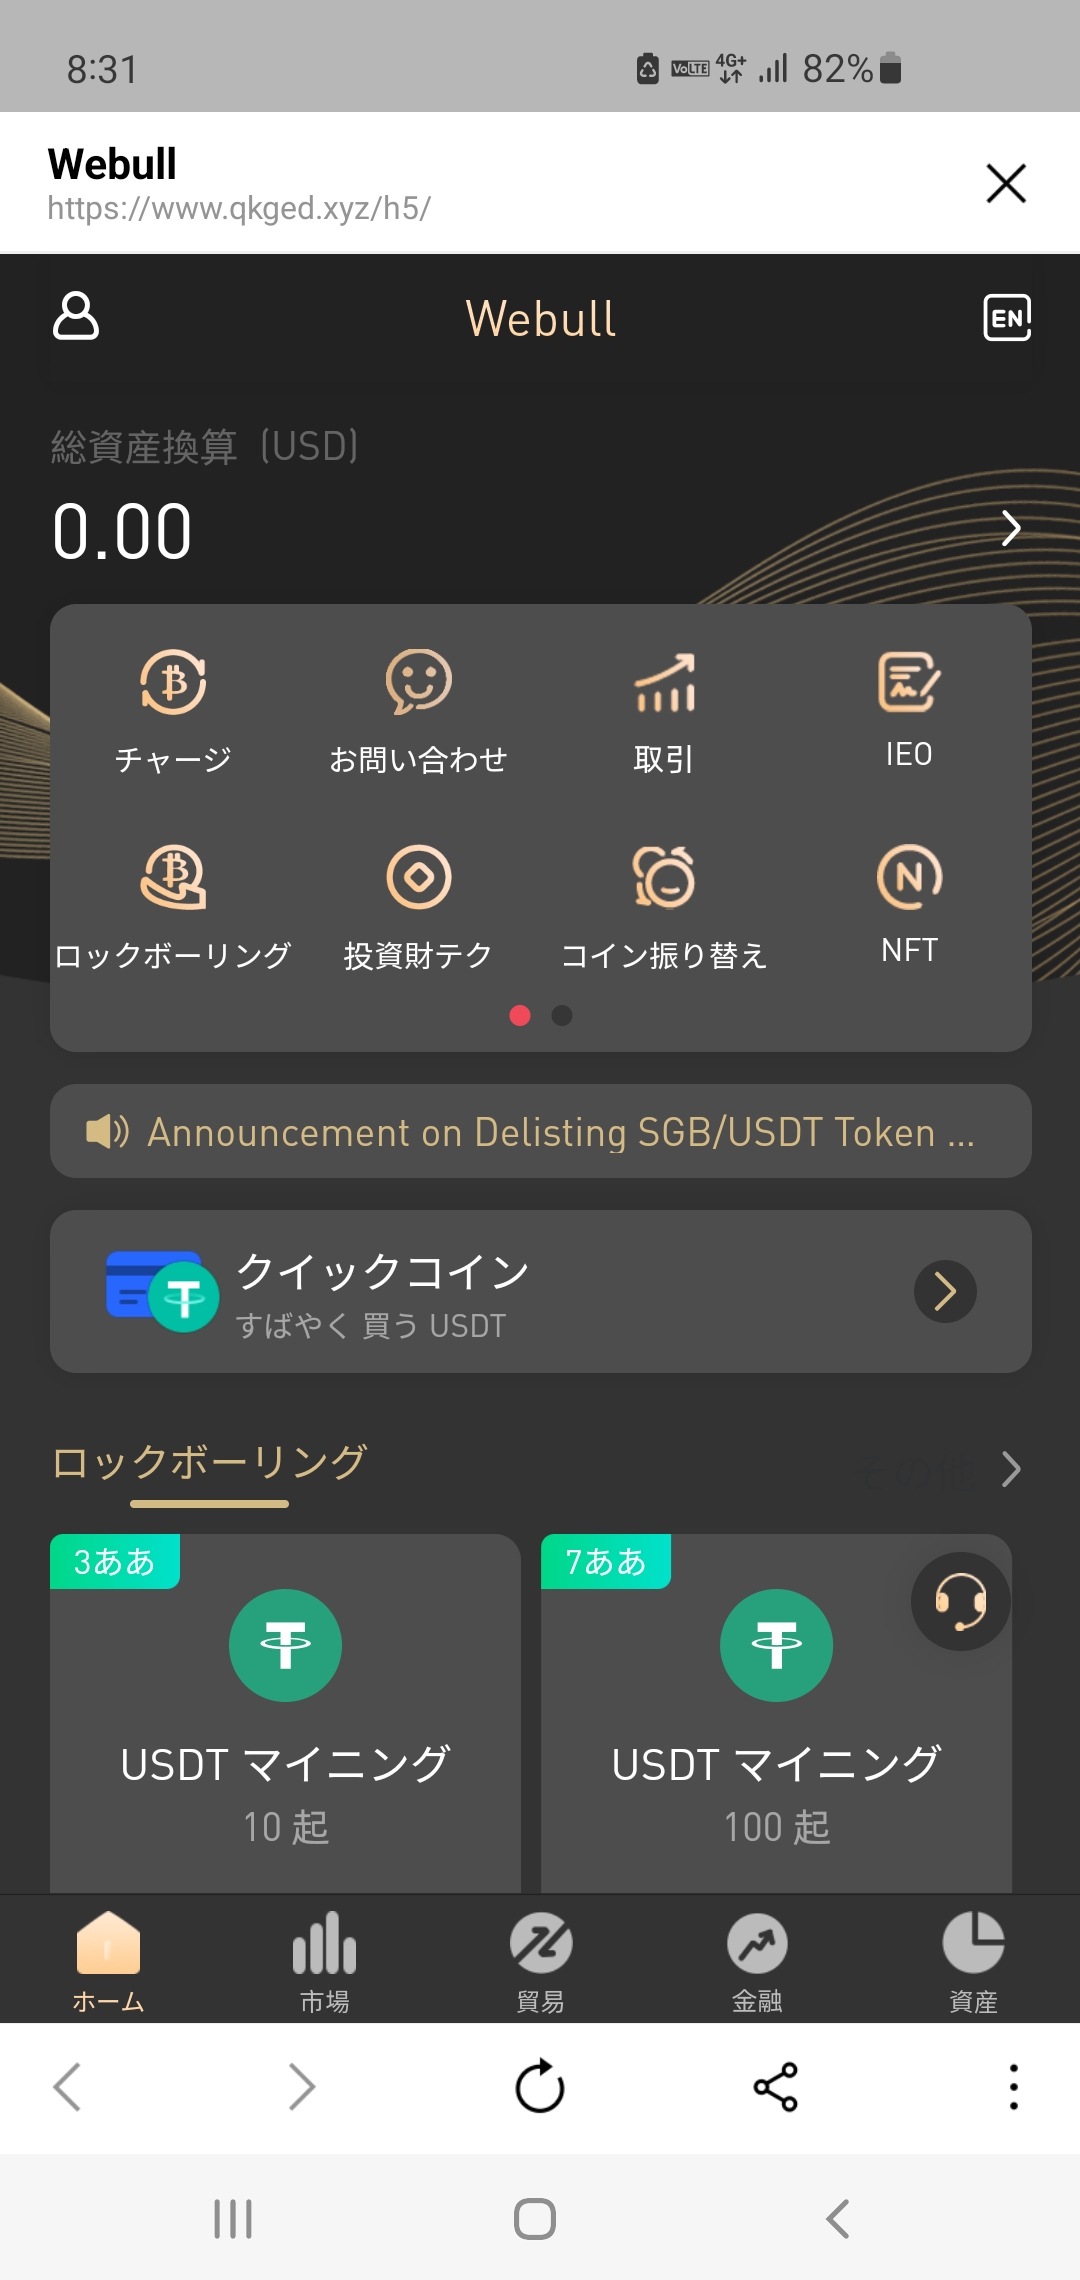 8:31
VoLTE 4G+ 82%
Webull
https://www.qkged.xyz/h5/
Webull
EN
総資産換算 (USD)
0.00
チャージ お問い合わせ 取引 IEO
ロックボーリング 投資財テク コイン振り替え NFT
Announcement on Delisting SGB/USDT Token ...
クイックコイン
すばやく 買う USDT
ロックボーリング その他
3ああ 7ああ
USDT マイニング USDT マイニング
10 起 100 起
ホーム 市場 貿易 金融 資産